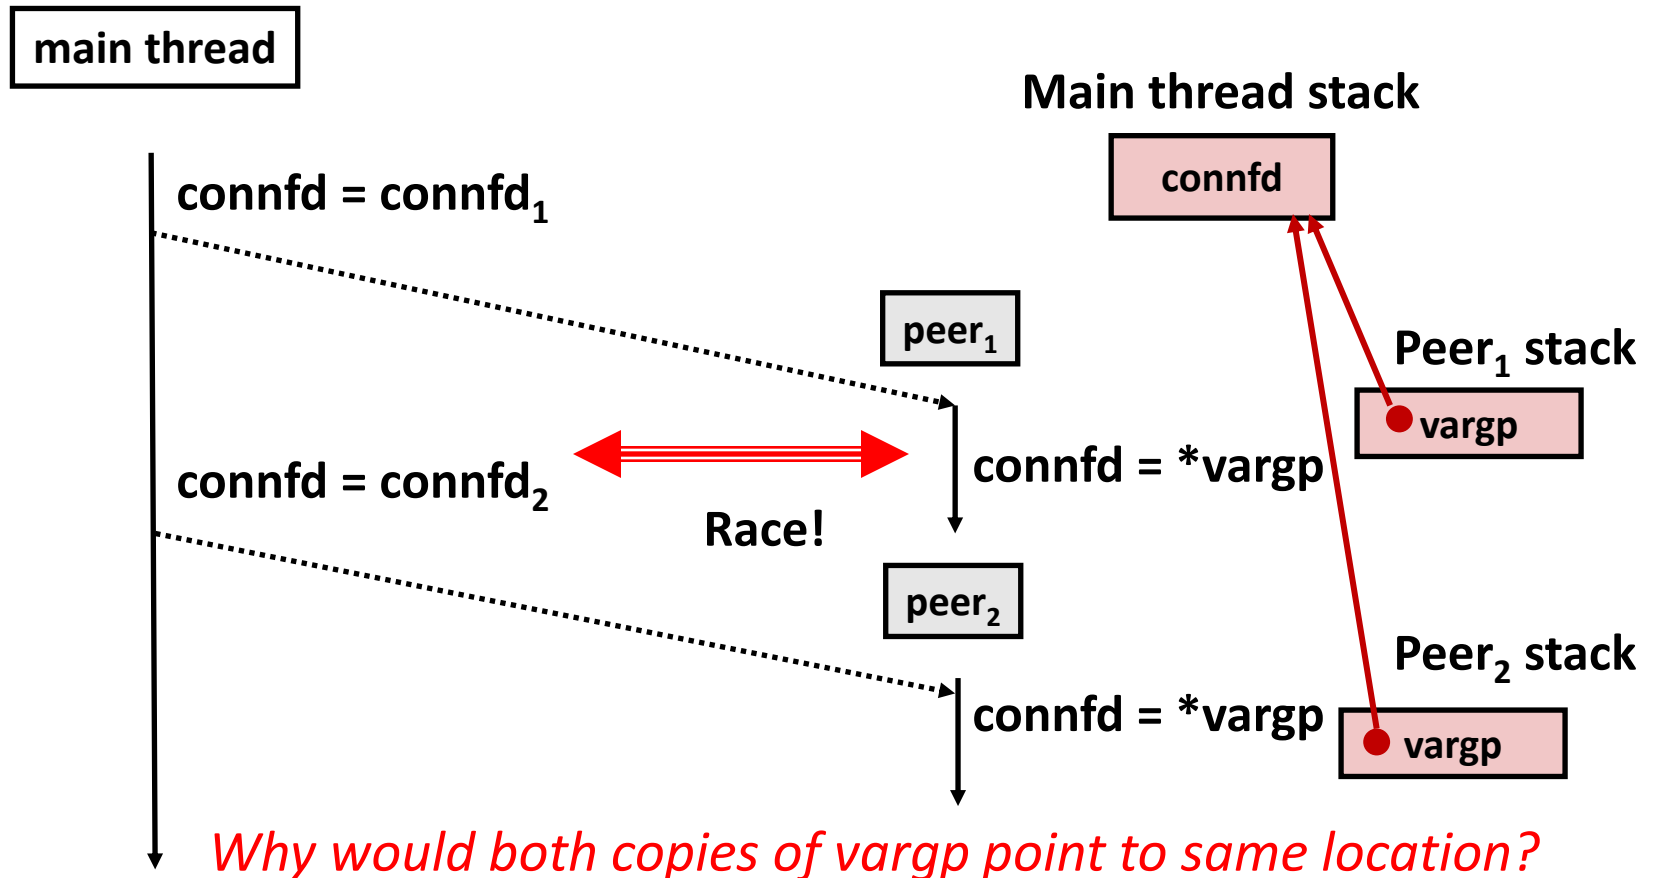 main thread
Main thread stack
connfd
connfd = connfd₁
peer₁
Peer₁ stack
vargp
connfd = *vargp
connfd = connfd₂
Race!
peer₂
Peer₂ stack
connfd = *vargp
vargp
Why would both copies of vargp point to same location?